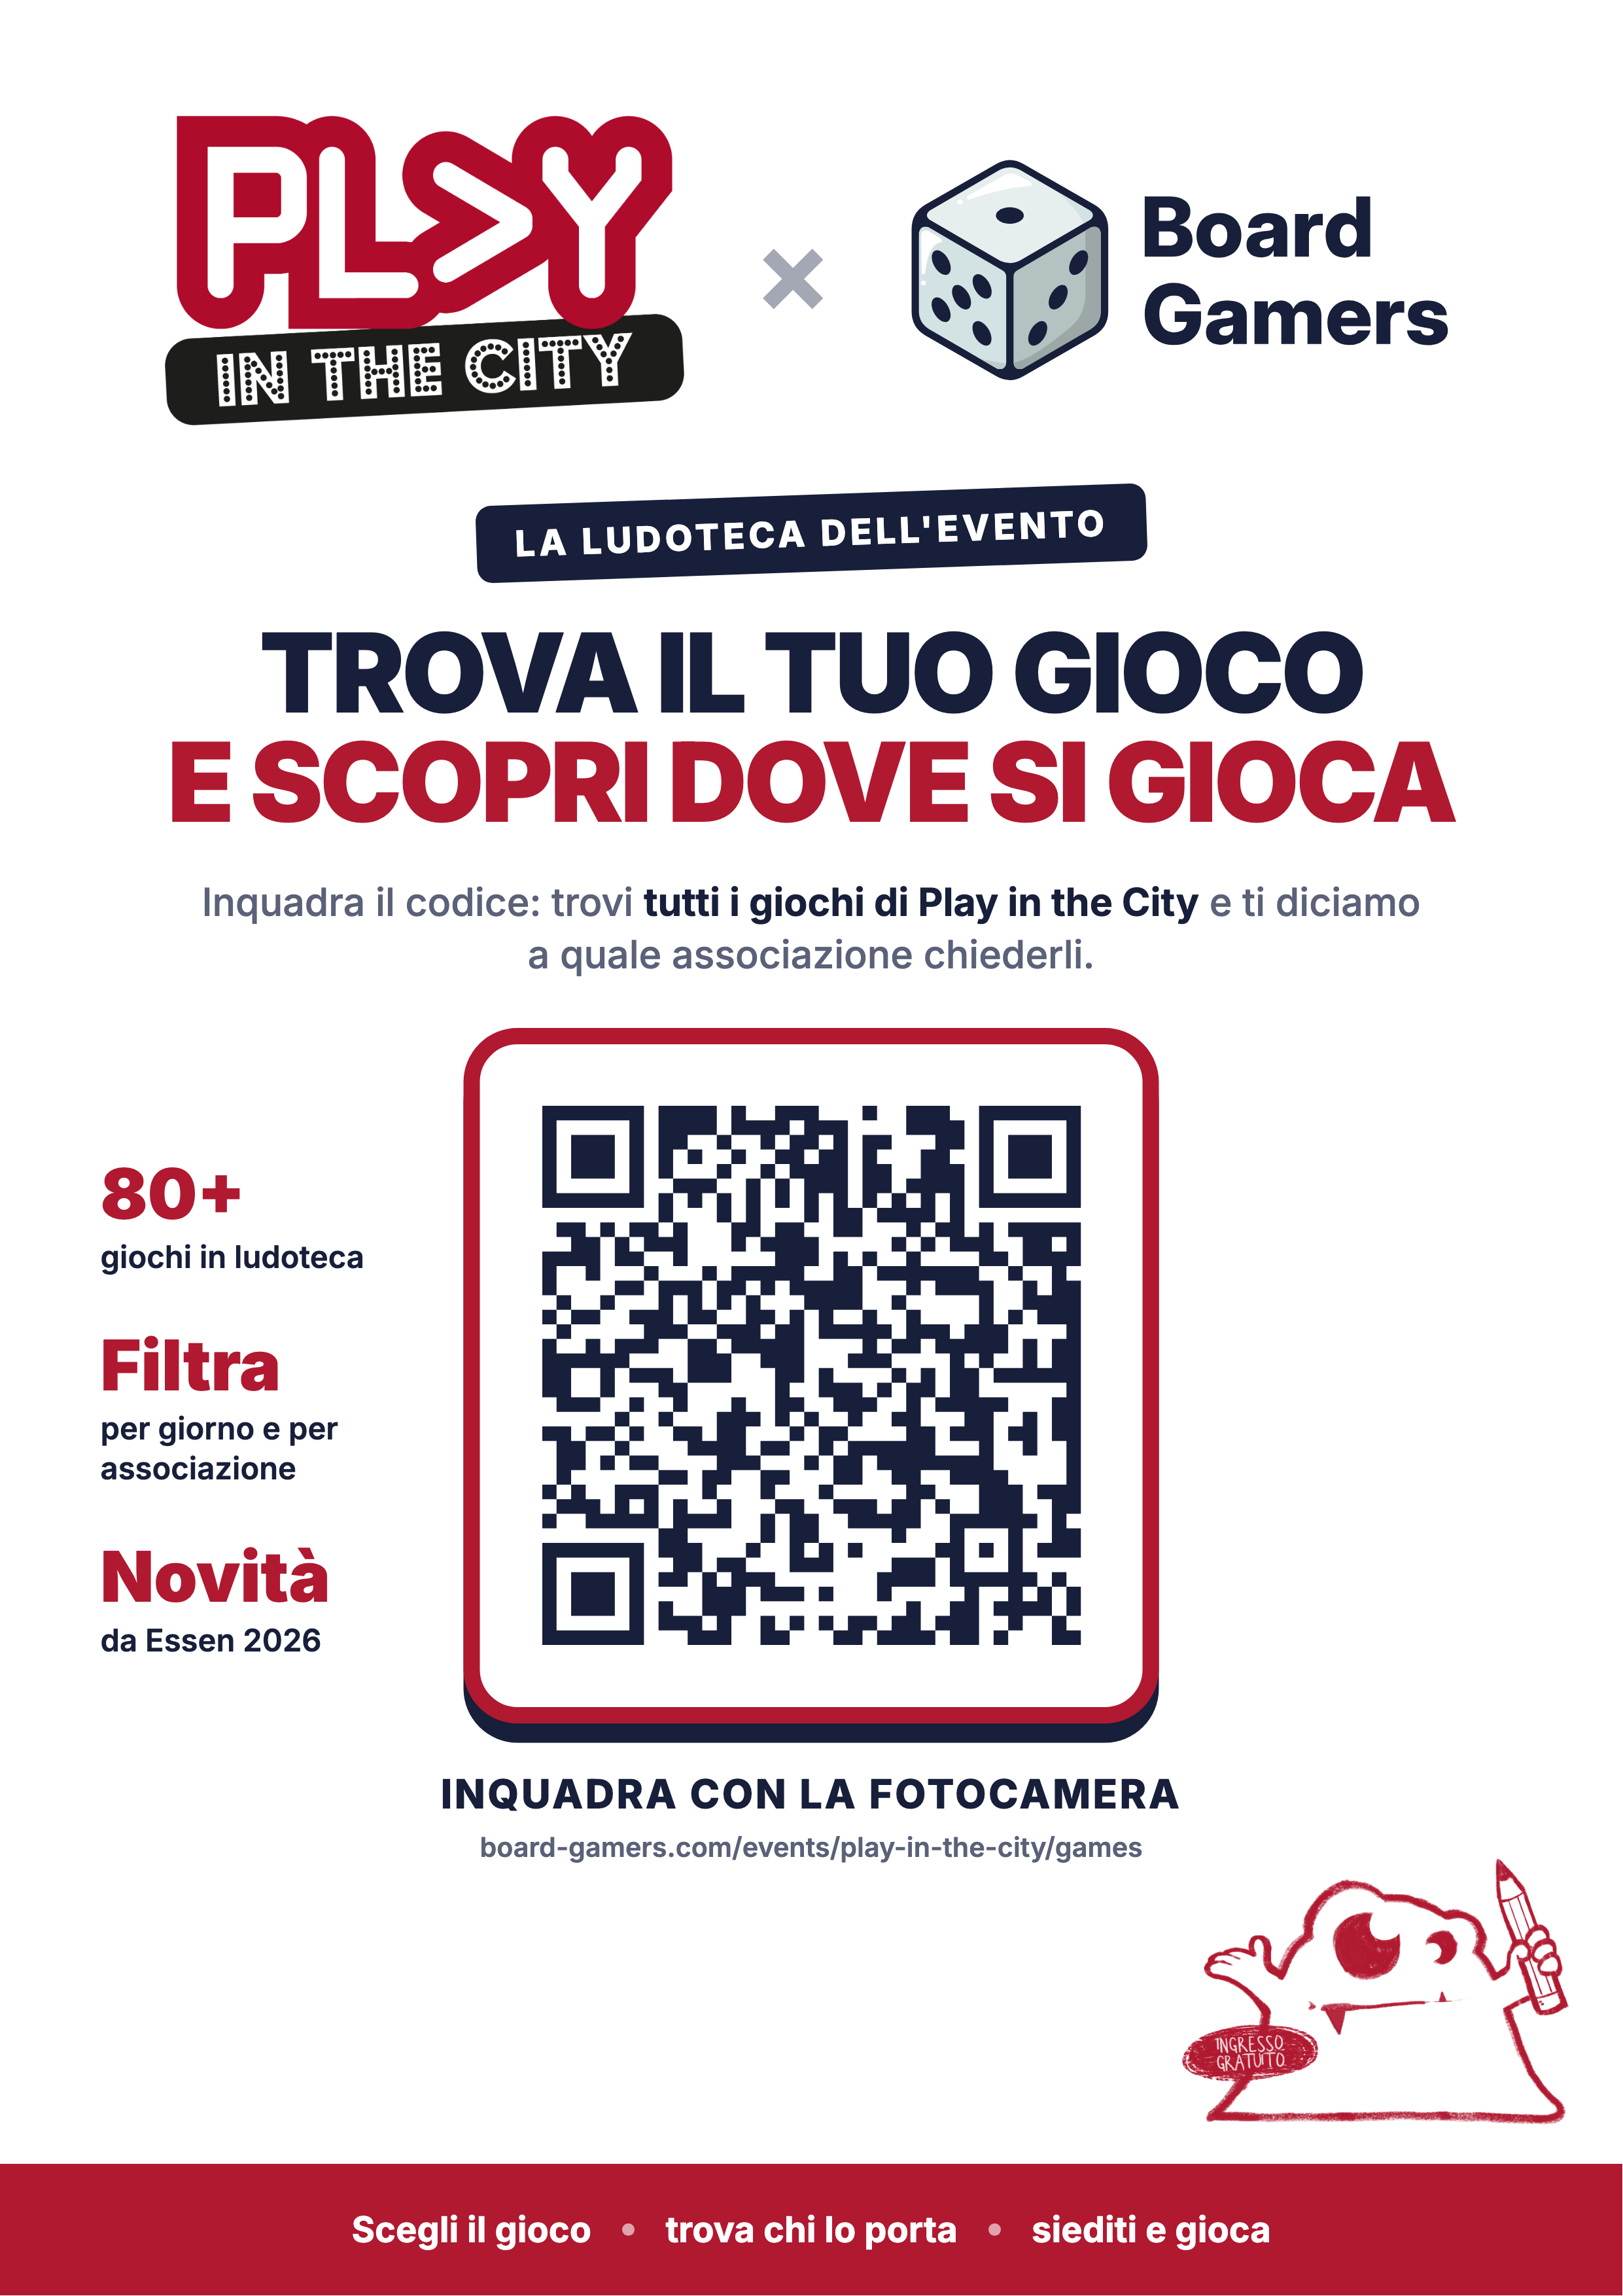 PLAY
IN THE CITY
Board
Gamers
LA LUDOTECA DELL'EVENTO
TROVA IL TUO GIOCO
E SCOPRI DOVE SI GIOCA
Inquadra il codice: trovi tutti i giochi di Play in the City e ti diciamo
a quale associazione chiederli.
80+
giochi in ludoteca
Filtra
per giorno e per
associazione
Novità
da Essen 2026
INQUADRA CON LA FOTOCAMERA
board-gamers.com/events/play-in-the-city/games
INGRESSO
GRATUITO
Scegli il gioco • trova chi lo porta • siediti e gioca